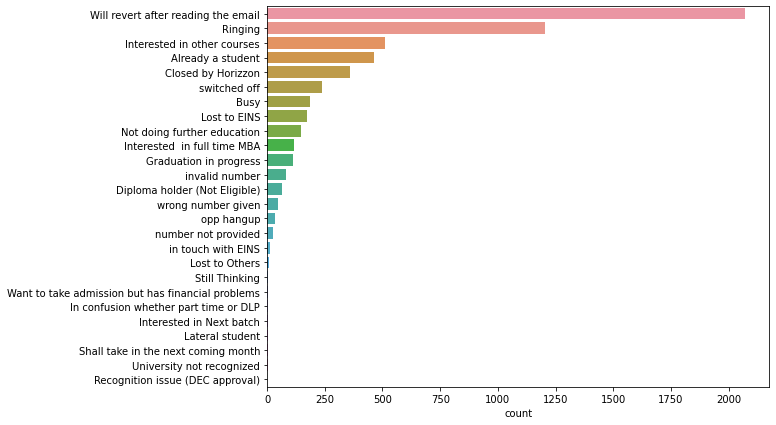 Will revert after reading the email
Ringing
Interested in other courses
Already a student
Closed by Horizzon
switched off
Busy
Lost to EINS
Not doing further education
Interested  in full time MBA
Graduation in progress
invalid number
Diploma holder (Not Eligible)
wrong number given
opp hangup
number not provided
in touch with EINS
Lost to Others
Still Thinking
Want to take admission but has financial problems
In confusion whether part time or DLP
Interested in Next batch
Lateral student
Shall take in the next coming month
University not recognized
Recognition issue (DEC approval)
0 250 500 750 1000 1250 1500 1750 2000
count